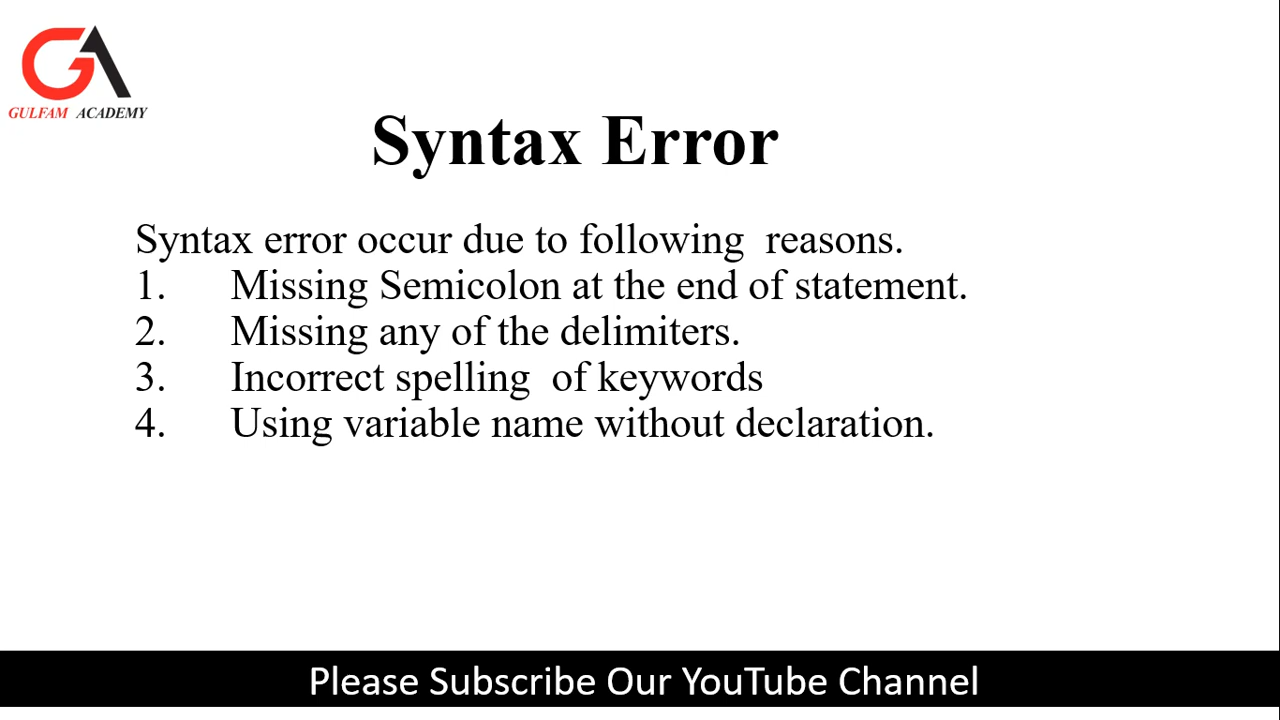 GULFAM ACADEMY
Syntax Error
Syntax error occur due to following reasons.
1. Missing Semicolon at the end of statement.
2. Missing any of the delimiters.
3. Incorrect spelling of keywords
4. Using variable name without declaration.
Please Subscribe Our YouTube Channel